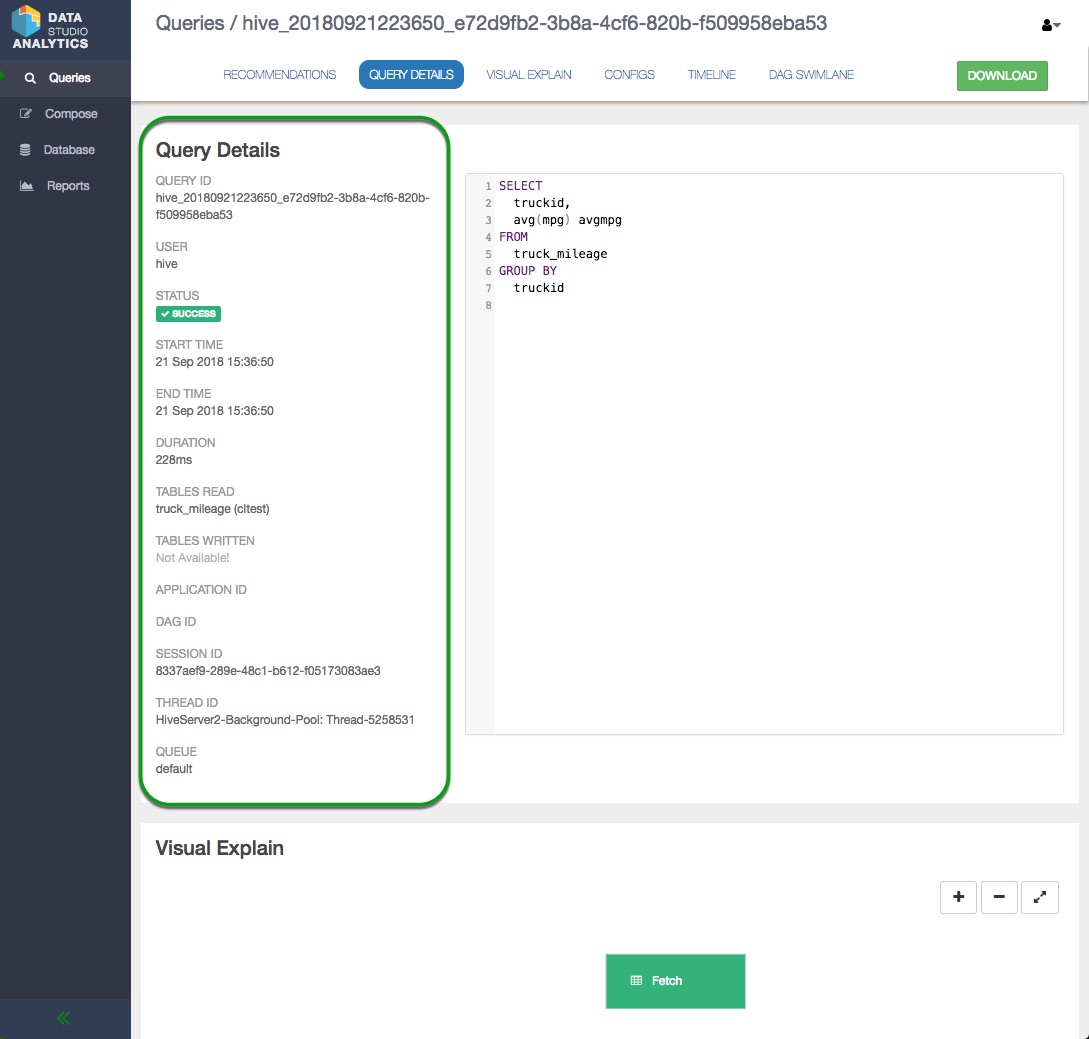 DATA
STUDIO
ANALYTICS
Queries
Compose
Database
Reports
Queries / hive_20180921223650_e72d9fb2-3b8a-4cf6-820b-f509958eba53
RECOMMENDATIONS QUERY DETAILS VISUAL EXPLAIN CONFIGS TIMELINE DAG SWIMLANE DOWNLOAD
Query Details
QUERY ID
hive_20180921223650_e72d9fb2-3b8a-4cf6-820b-
f509958eba53
USER
hive
STATUS
SUCCESS
START TIME
21 Sep 2018 15:36:50
END TIME
21 Sep 2018 15:36:50
DURATION
228ms
TABLES READ
truck_mileage (cltest)
TABLES WRITTEN
Not Available!
APPLICATION ID
DAG ID
SESSION ID
8337aef9-289e-48c1-b612-f05173083ae3
THREAD ID
HiveServer2-Background-Pool: Thread-5258531
QUEUE
default
1 SELECT
2 truckid,
3 avg(mpg) avgmpg
4 FROM
5 truck_mileage
6 GROUP BY
7 truckid
8
Visual Explain
Fetch